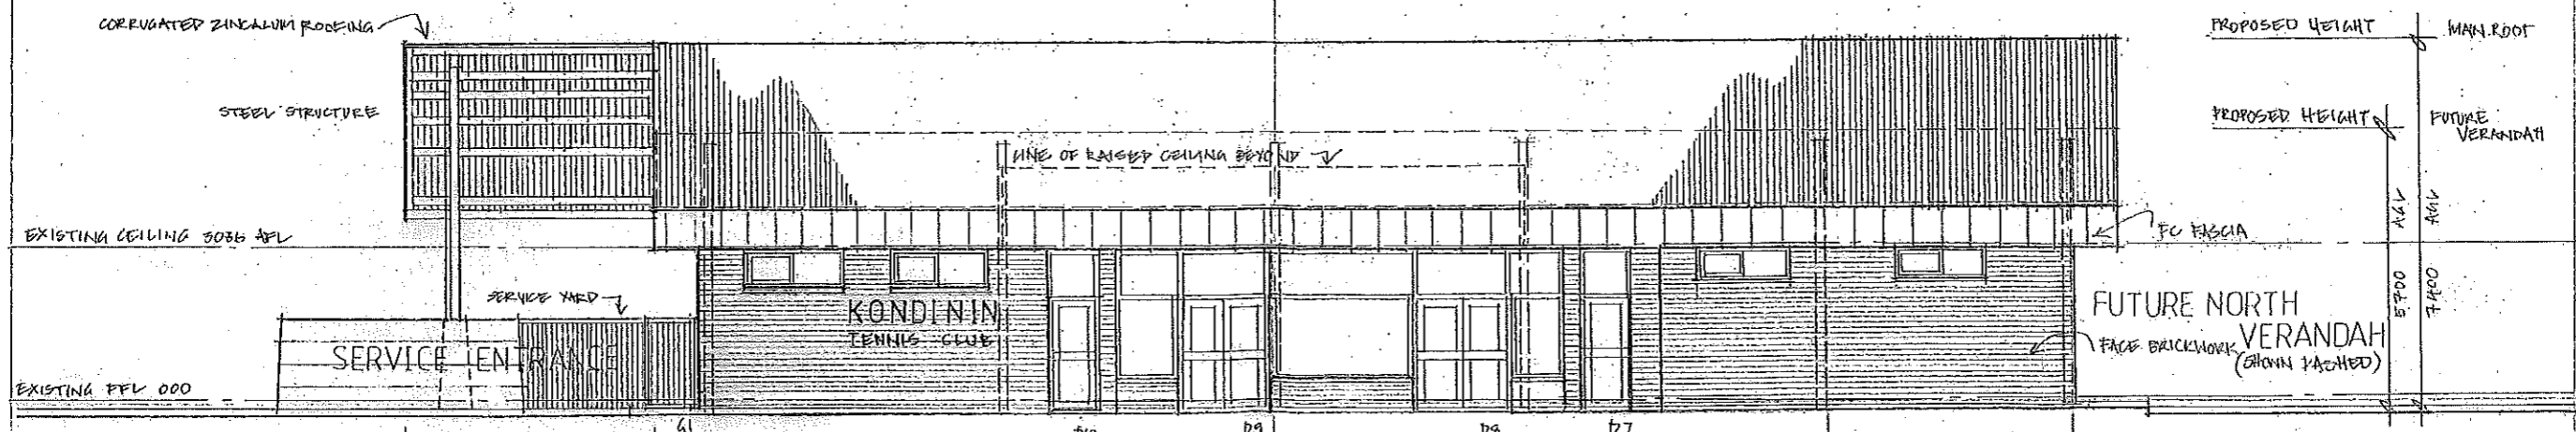 CORRUGATED ZINCALUM ROOFING
PROPOSED HEIGHT
MAIN ROOF
STEEL STRUCTURE
PROPOSED HEIGHT
FUTURE
VERANDAH
LINE OF RAISED CEILING BEYOND
EXISTING CEILING 3036 AFL
FC FASCIA
AGL
AGL
5700
7400
SERVICE YARD
KONDININ
TENNIS CLUB
FUTURE NORTH
VERANDAH
(SHOWN DASHED)
FACE BRICKWORK
SERVICE ENTRANCE
EXISTING FFL 000